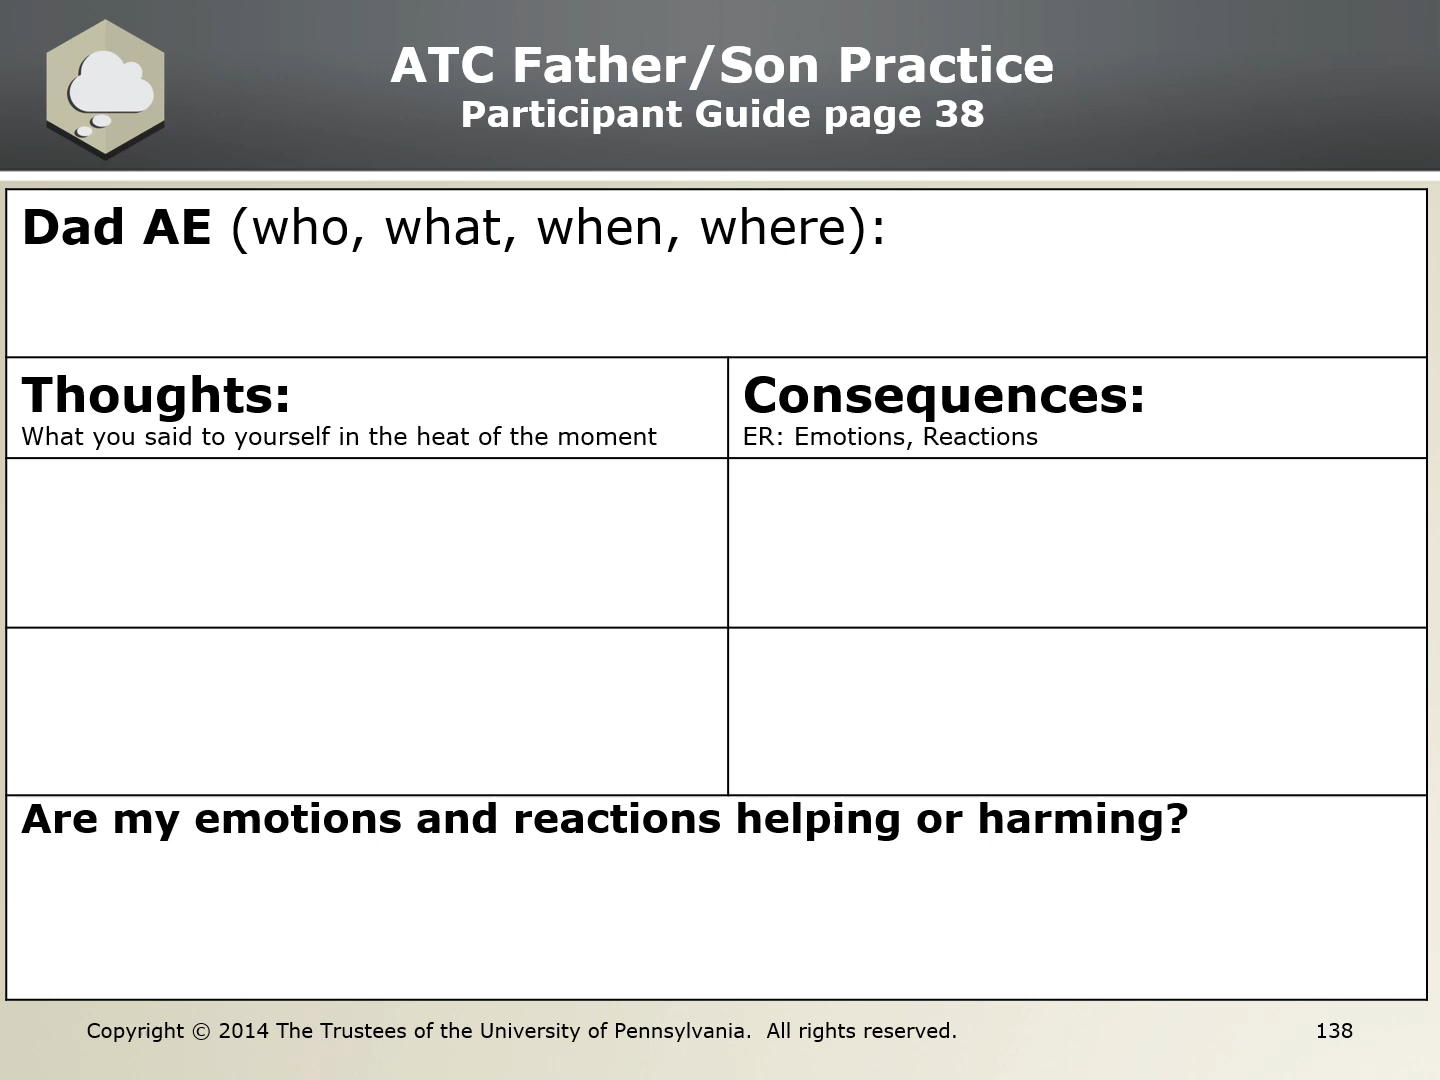 ATC Father/Son Practice
Participant Guide page 38
Dad AE (who, what, when, where):
Thoughts:
What you said to yourself in the heat of the moment
Consequences:
ER: Emotions, Reactions
Are my emotions and reactions helping or harming?
Copyright © 2014 The Trustees of the University of Pennsylvania.  All rights reserved.
138